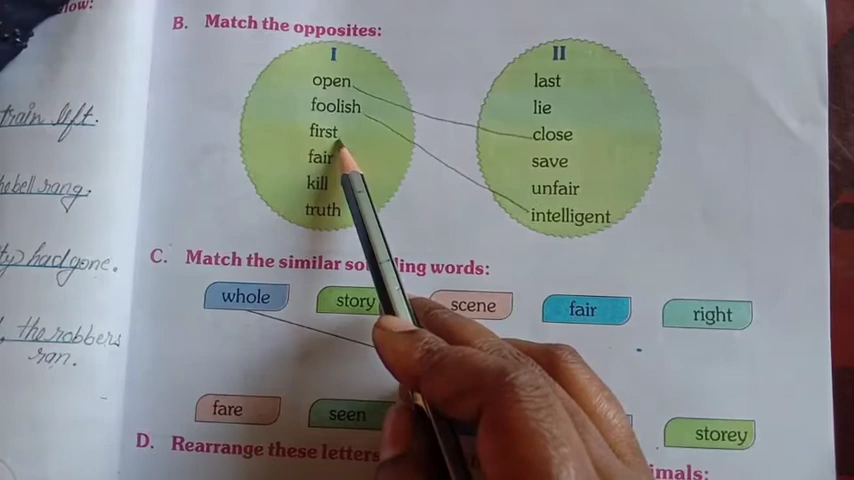 low:
train left.
hebell rang.
ty) had gone.
, the robbers
ran.
B. Match the opposites:
I
open
foolish
first
fair
kill
truth
II
last
lie
close
save
unfair
intelligent
C. Match the similar so ing words:
whole
story
scene
fair
right
fare
seen
storey
D. Rearrange these letters
imals: